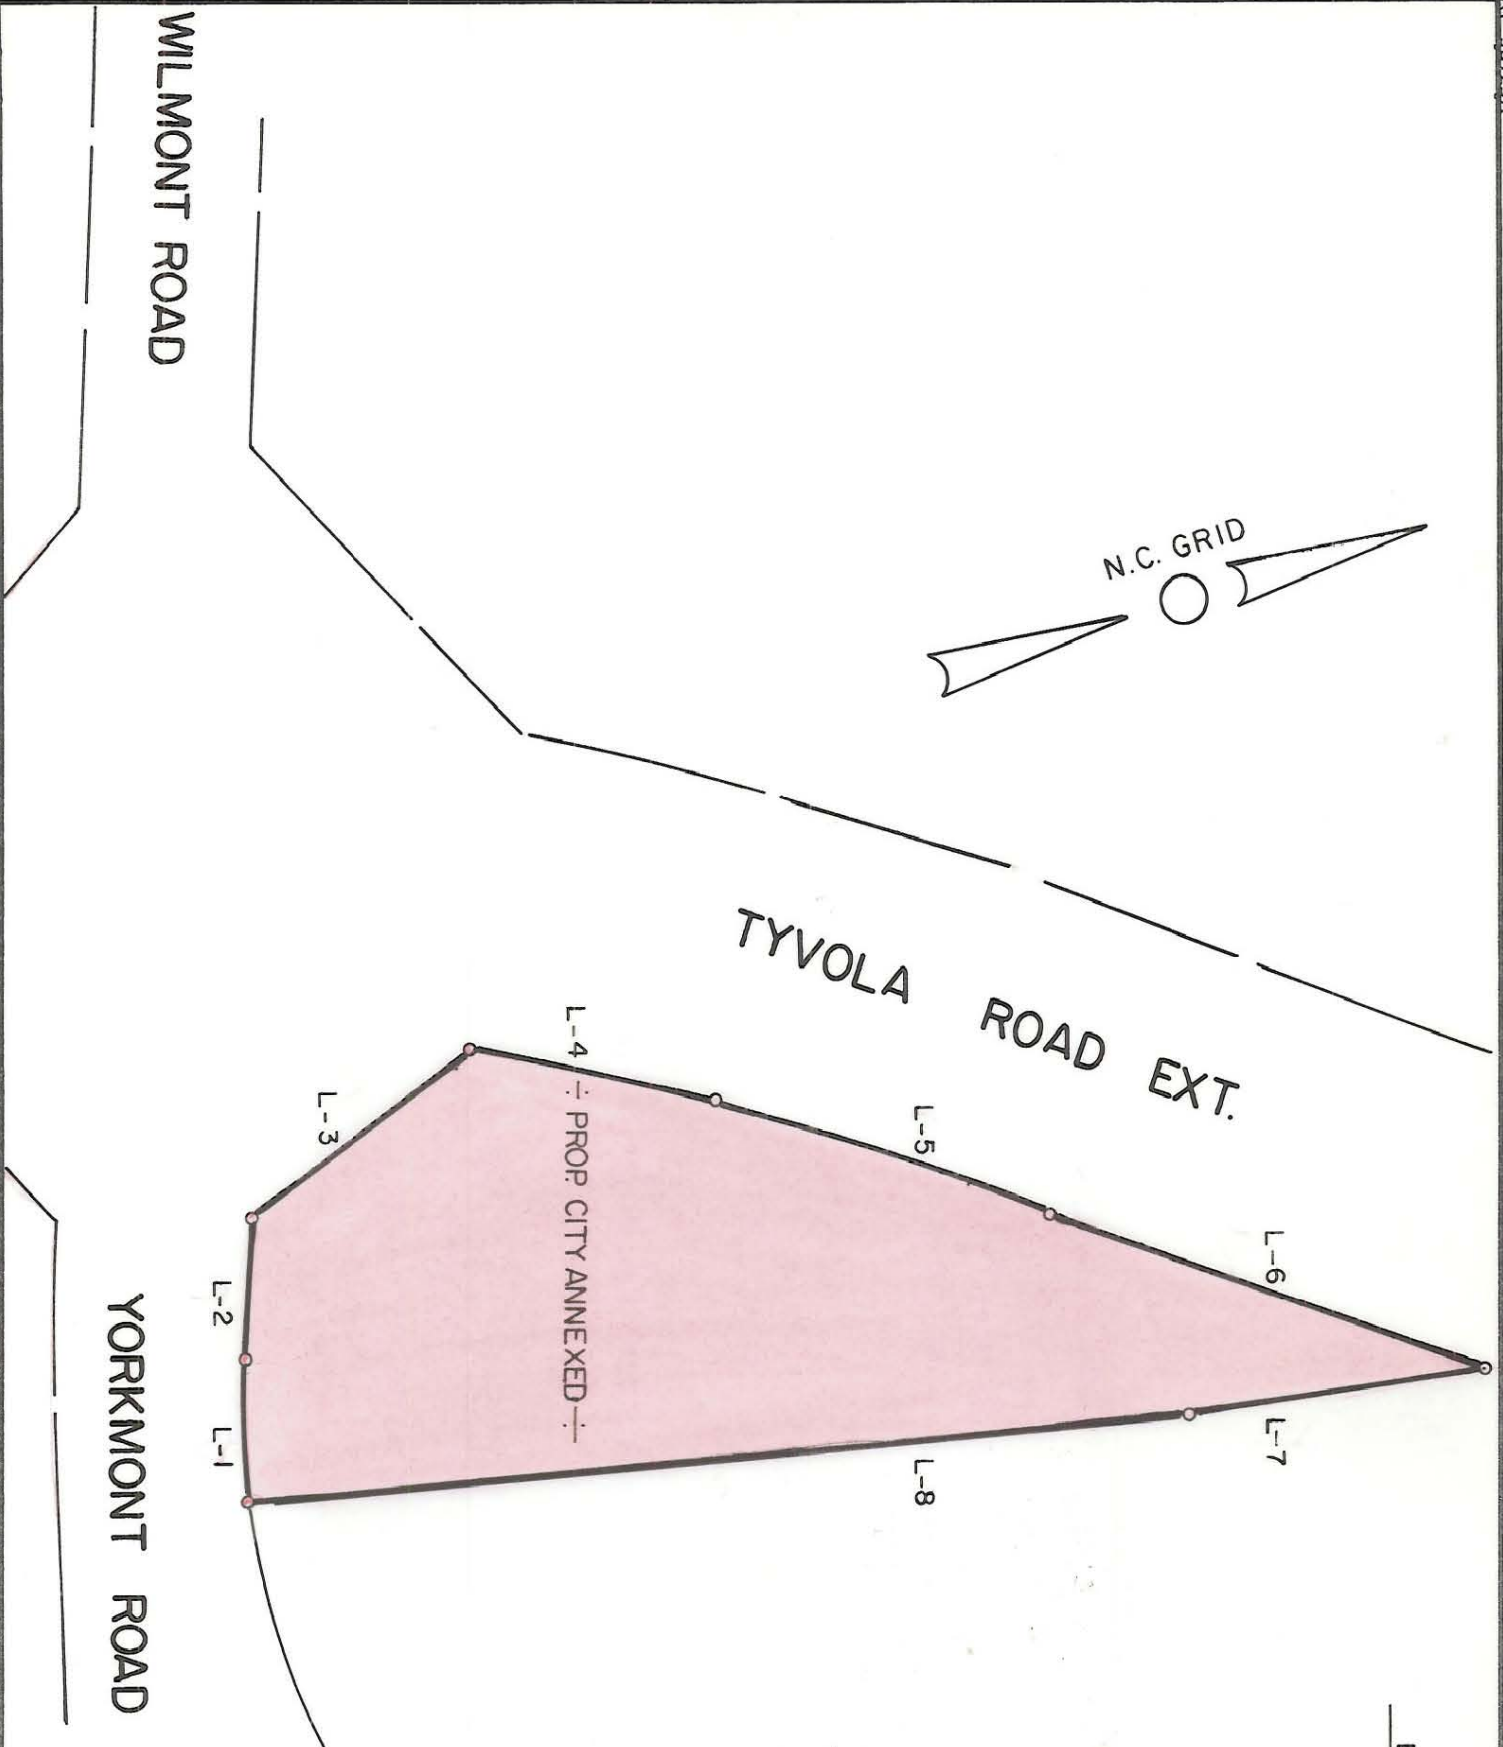 WILMONT ROAD
N.C. GRID
TYVOLA ROAD EXT.
L-4
÷ PROP. CITY ANNEXED ÷
L-3
L-5
L-6
L-2
L-1
L-7
L-8
YORKMONT ROAD